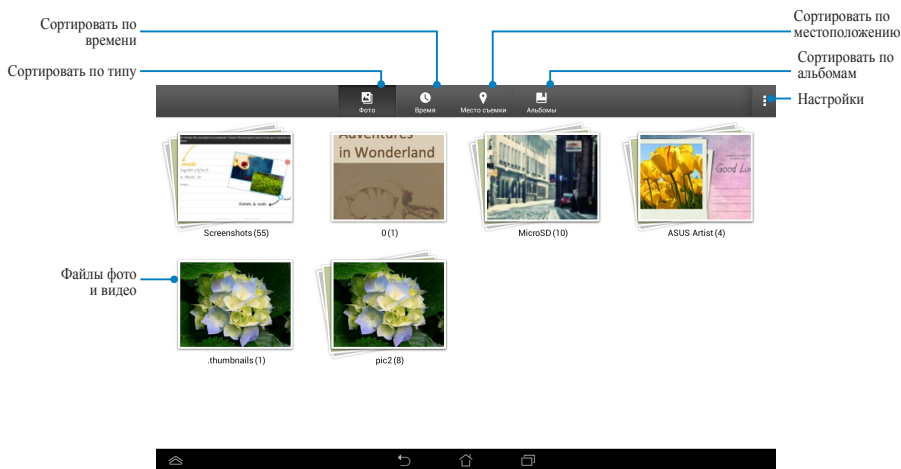 Сортировать по
времени
Сортировать по
местоположению
Сортировать по типу
Сортировать по
альбомам
Настройки
Фото
Время
Место съемки
Альбомы
Adventures
in Wonderland
Good Lu
Rotate & scale
Screenshots (55)
0 (1)
MicroSD (10)
ASUS Artist (4)
Файлы фото
и видео
.thumbnails (1)
pic2 (8)